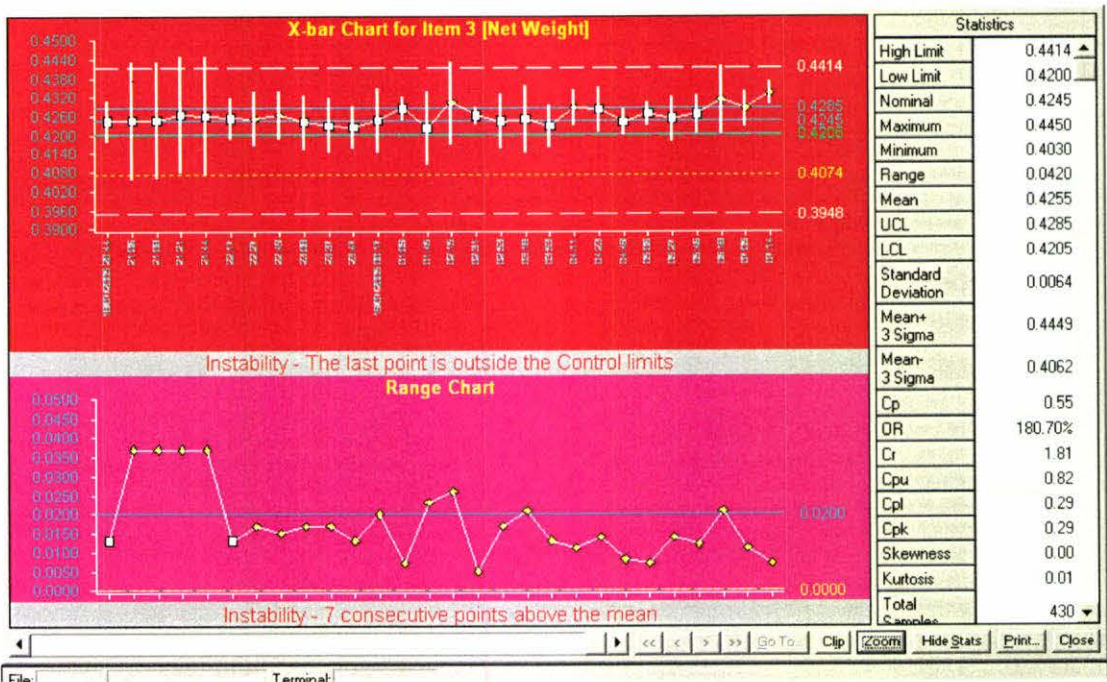 X-bar Chart for Item 3 [Net Weight]
0.4500
0.4440
0.4380
0.4320
0.4260
0.4200
0.4140
0.4080
0.4020
0.3960
0.3900
0.4414
0.4285
0.4245
0.4206
0.4074
0.3948
Instability - The last point is outside the Control limits
Range Chart
0.0500
0.0450
0.0400
0.0350
0.0300
0.0250
0.0200
0.0150
0.0100
0.0050
0.0000
0.0200
0.0000
Instability - 7 consecutive points above the mean
Statistics
High Limit 0.4414
Low Limit 0.4200
Nominal 0.4245
Maximum 0.4450
Minimum 0.4030
Range 0.0420
Mean 0.4255
UCL 0.4285
LCL 0.4205
Standard
Deviation 0.0064
Mean+
3 Sigma 0.4449
Mean-
3 Sigma 0.4062
Cp 0.55
OR 180.70%
Cr 1.81
Cpu 0.82
Cpl 0.29
Cpk 0.29
Skewness 0.00
Kurtosis 0.01
Total
Samples 430
<< < > >> Go To... Clip Zoom Hide Stats Print... Close
File: Terminal: